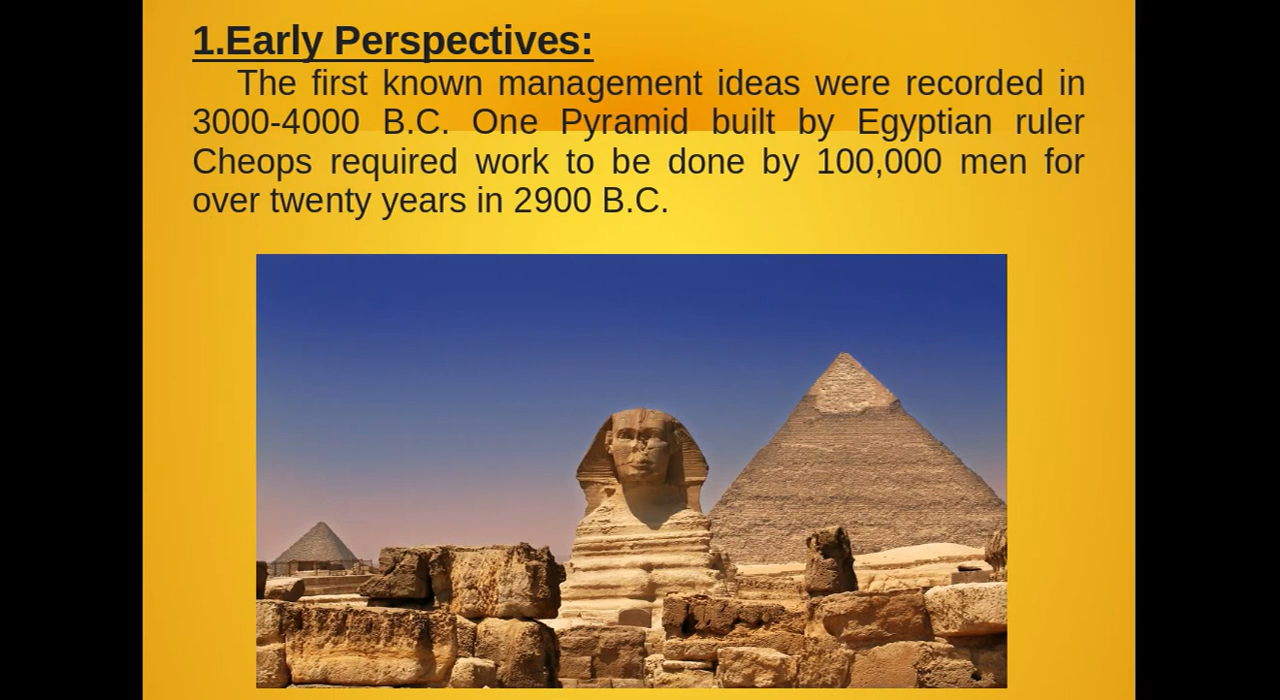 1.Early Perspectives:
The first known management ideas were recorded in
3000-4000 B.C. One Pyramid built by Egyptian ruler
Cheops required work to be done by 100,000 men for
over twenty years in 2900 B.C.